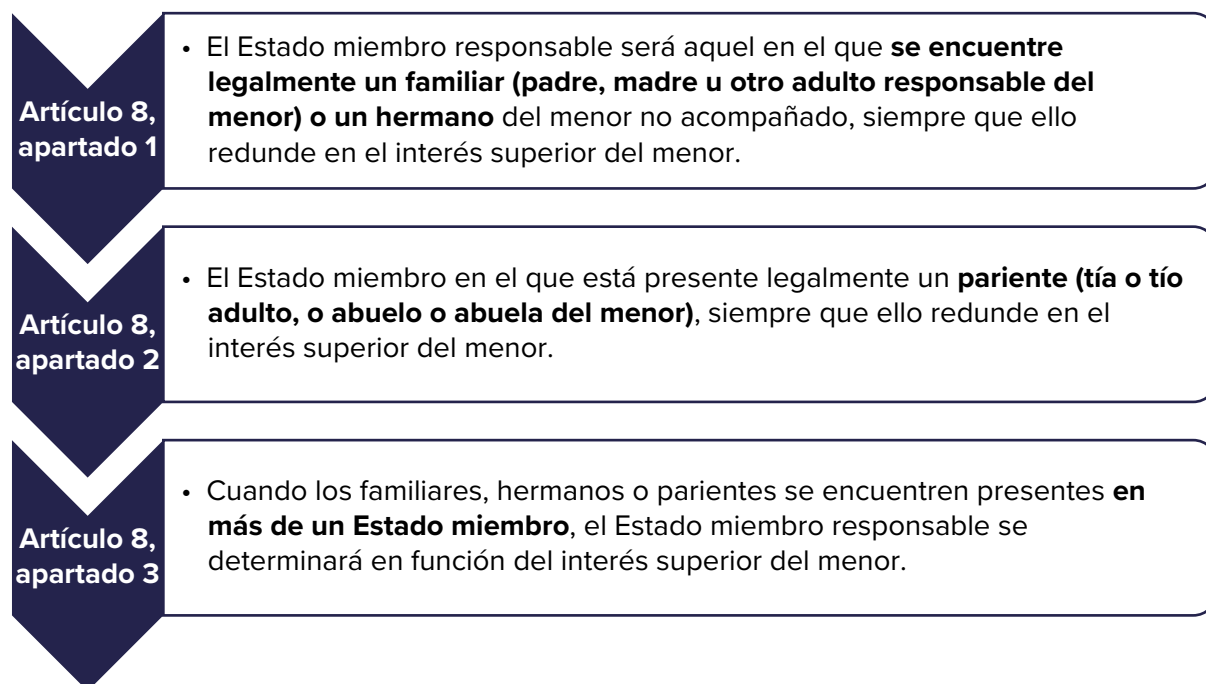 Artículo 8,
apartado 1
• El Estado miembro responsable será aquel en el que se encuentre
legalmente un familiar (padre, madre u otro adulto responsable del
menor) o un hermano del menor no acompañado, siempre que ello
redunde en el interés superior del menor.
Artículo 8,
apartado 2
• El Estado miembro en el que está presente legalmente un pariente (tía o tío
adulto, o abuelo o abuela del menor), siempre que ello redunde en el
interés superior del menor.
Artículo 8,
apartado 3
• Cuando los familiares, hermanos o parientes se encuentren presentes en
más de un Estado miembro, el Estado miembro responsable se
determinará en función del interés superior del menor.